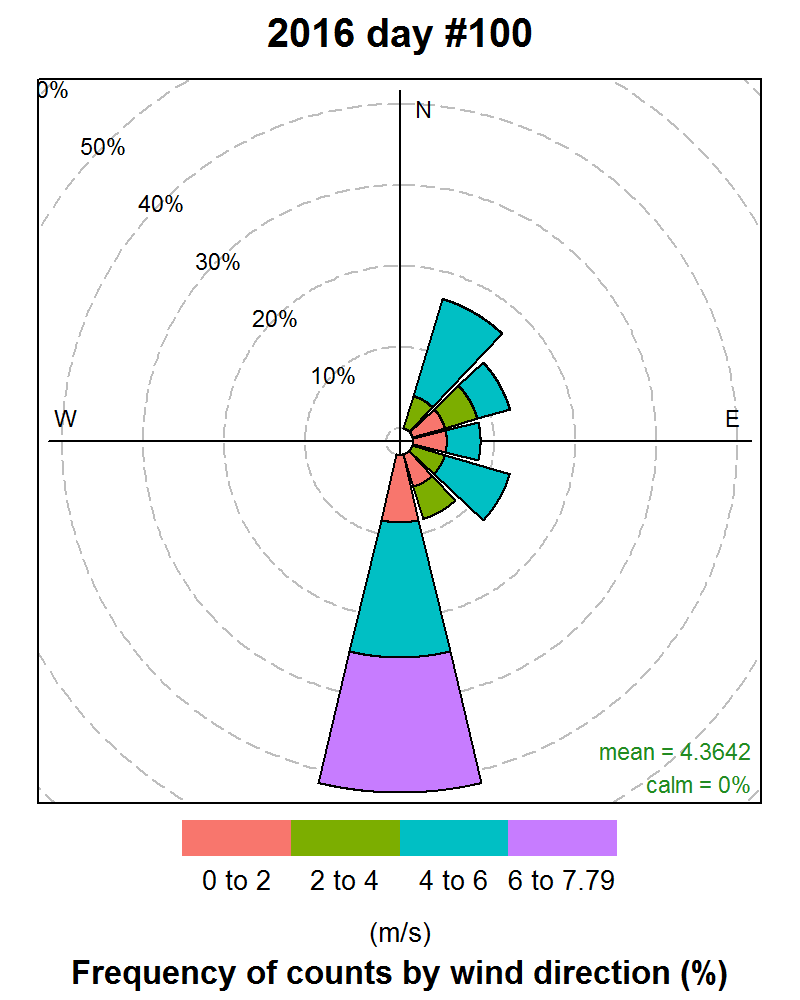 2016 day #100
0%
N
50%
40%
30%
20%
10%
W
E
mean = 4.3642
calm = 0%
0 to 2 2 to 4 4 to 6 6 to 7.79
(m/s)
Frequency of counts by wind direction (%)